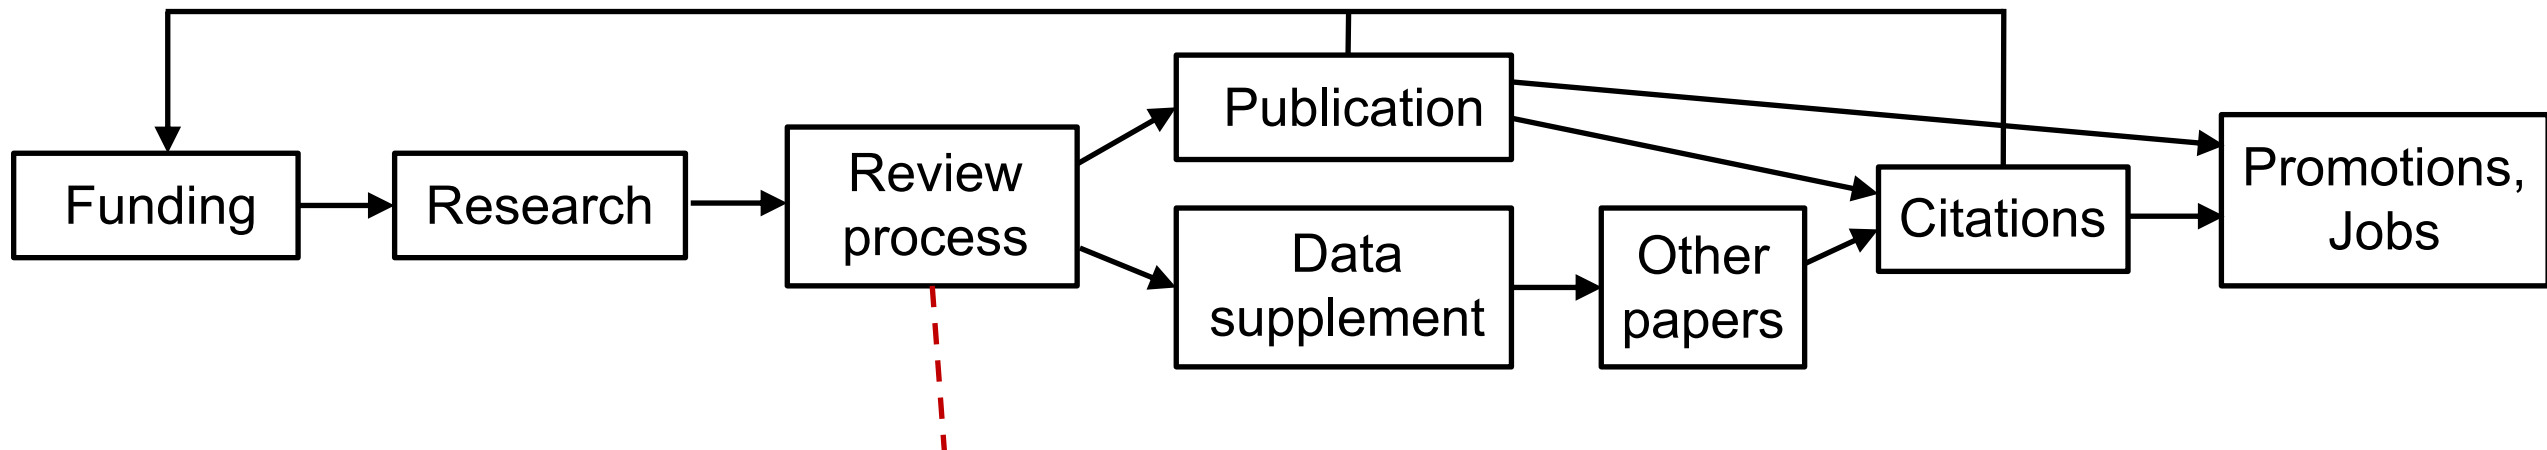 Funding
Research
Review
process
Publication
Data
supplement
Other
papers
Citations
Promotions,
Jobs